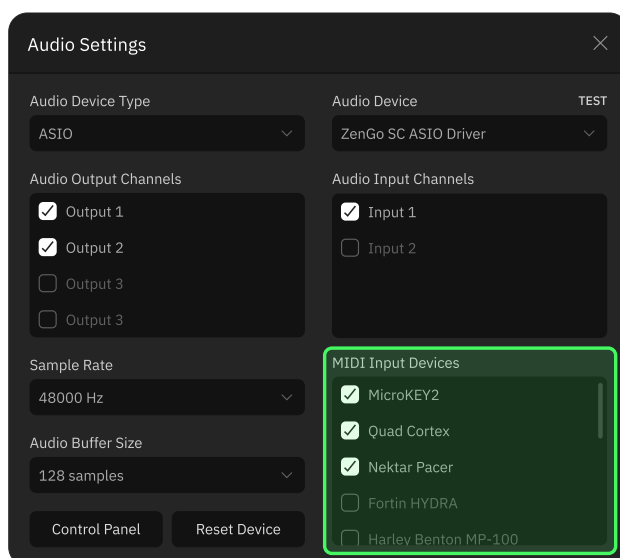 Audio Settings
Audio Device Type
ASIO
Audio Device
TEST
ZenGo SC ASIO Driver
Audio Output Channels
Output 1
Output 2
Output 3
Output 3
Audio Input Channels
Input 1
Input 2
Sample Rate
48000 Hz
Audio Buffer Size
128 samples
Control Panel
Reset Device
MIDI Input Devices
MicroKEY2
Quad Cortex
Nektar Pacer
Fortin HYDRA
Harley Benton MP-100